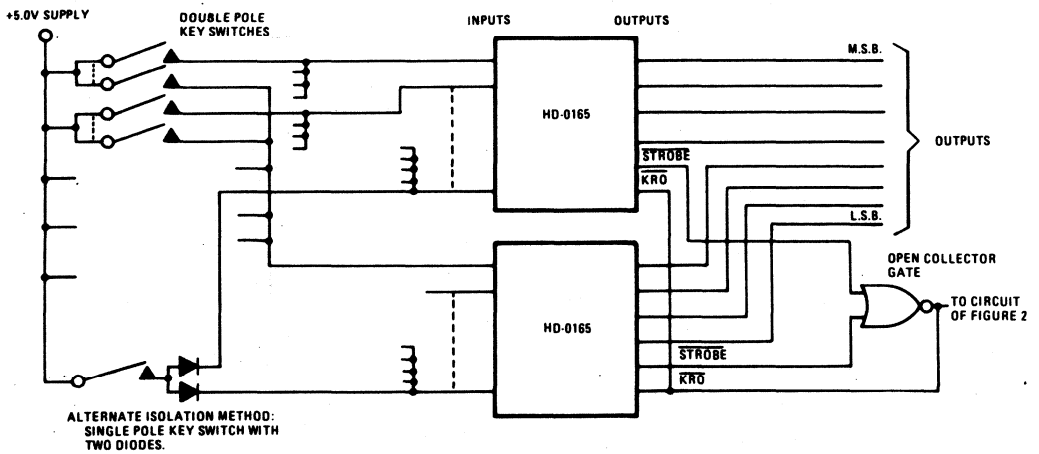 +5.0V SUPPLY
DOUBLE POLE
KEY SWITCHES
INPUTS
OUTPUTS
HD-0165
M.S.B.
OUTPUTS
STROBE
KRO
L.S.B.
OPEN COLLECTOR
GATE
TO CIRCUIT
OF FIGURE 2
HD-0165
STROBE
KRO
ALTERNATE ISOLATION METHOD:
SINGLE POLE KEY SWITCH WITH
TWO DIODES.